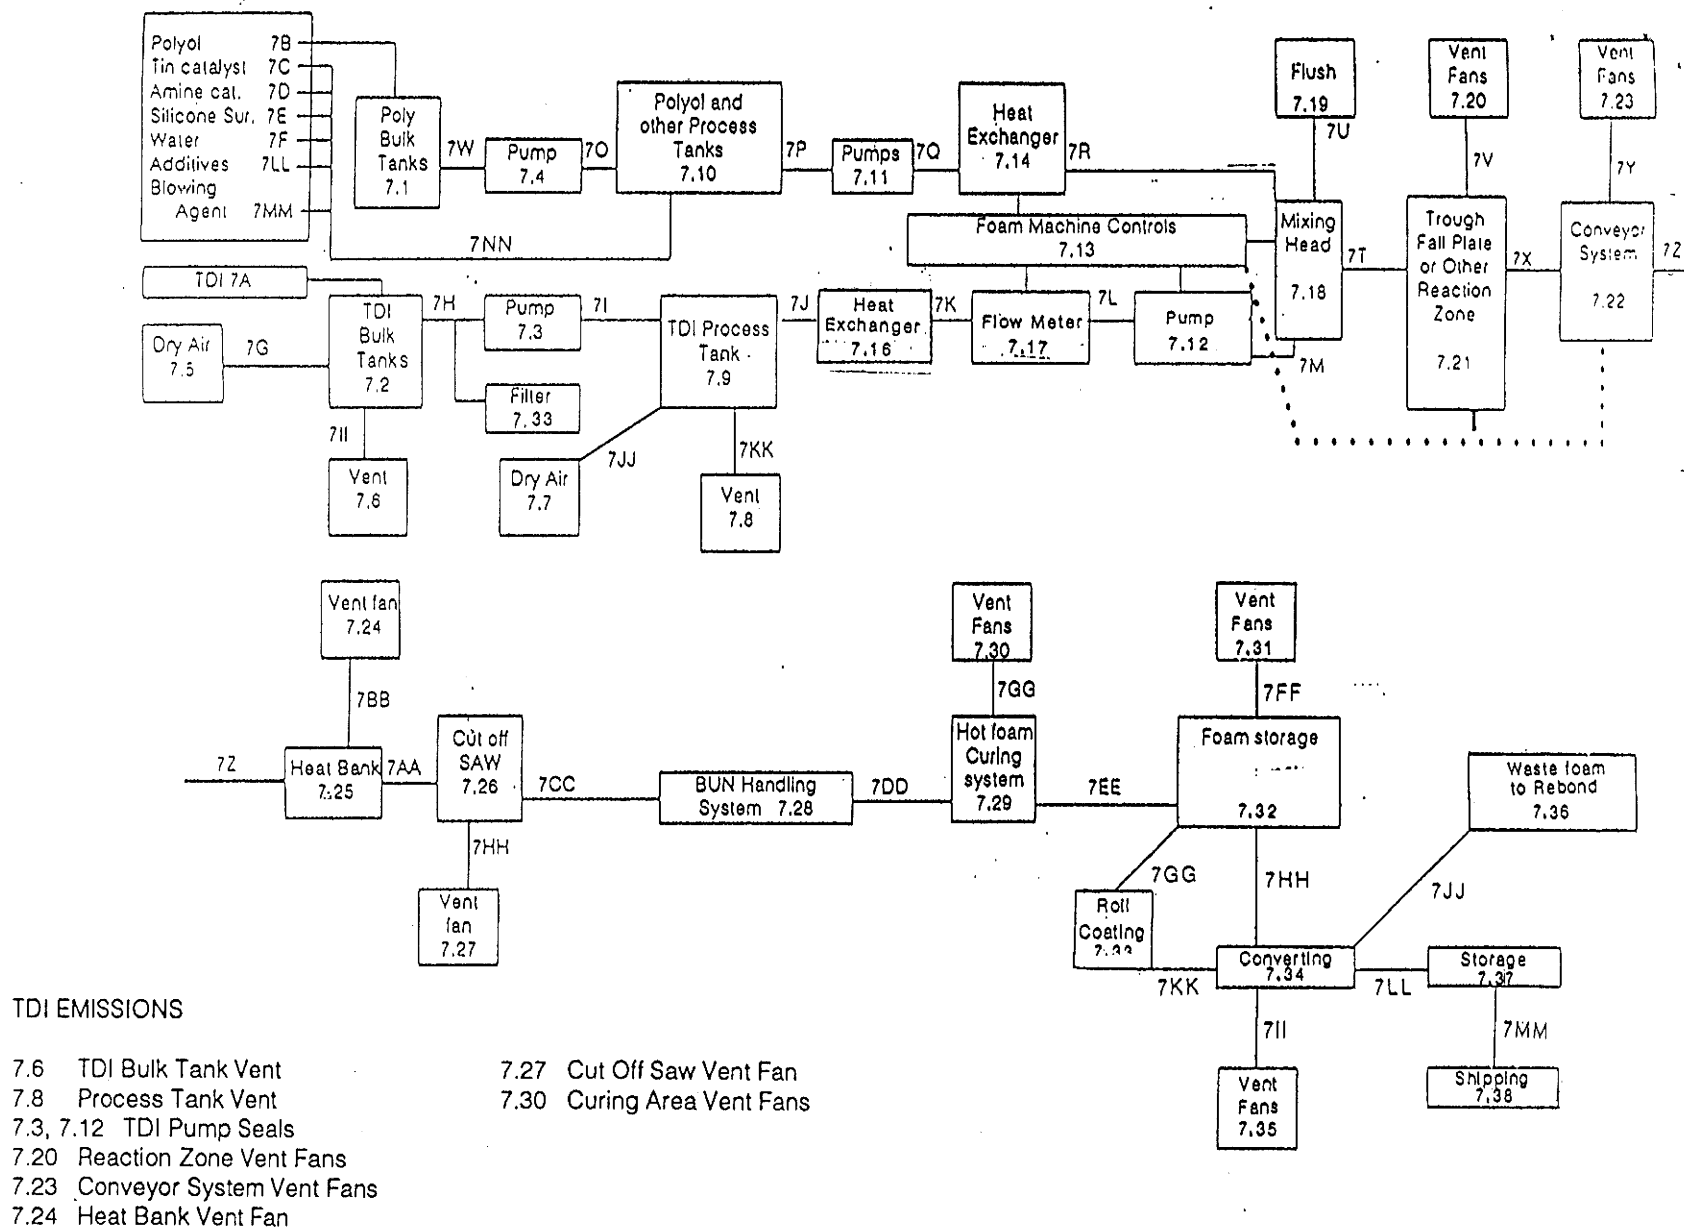 Polyol 7B
Tin catalyst 7C
Amine cat. 7D
Silicone Sur. 7E
Water 7F
Additives 7LL
Blowing
Agent 7MM
Poly
Bulk
Tanks
7.1
7W
Pump
7.4
7O
Polyol and
other Process
Tanks
7.10
7P
Pumps
7.11
7Q
Heat
Exchanger
7.14
7R
Flush
7.19
7U
Vent
Fans
7.20
7V
Vent
Fans
7.23
7Y
7NN
Foam Machine Controls
7.13
Mixing
Head
7.18
7T
Trough
Fall Plate
or Other
Reaction
Zone
7.21
7X
Conveyor
System
7.22
7Z
TDI 7A
Dry Air
7.5
7G
TDI
Bulk
Tanks
7.2
7H
Pump
7.3
7I
TDI Process
Tank
7.9
7J
Heat
Exchanger
7.16
7K
Flow Meter
7.17
7L
Pump
7.12
7M
Filter
7.33
7II
Vent
7.6
Dry Air
7.7
7JJ
7KK
Vent
7.8
Vent fan
7.24
7BB
7Z
Heat Bank
7.25
7AA
Cut off
SAW
7.26
7CC
7HH
Vent
fan
7.27
BUN Handling
System 7.28
7DD
Vent
Fans
7.30
7GG
Hot foam
Curing
system
7.29
7EE
Vent
Fans
7.31
7FF
Foam storage
7.32
Waste foam
to Rebond
7.36
7GG
7HH
7JJ
Roll
Coating
7.33
7KK
Converting
7.34
7LL
Storage
7.37
7II
7MM
Vent
Fans
7.35
Shipping
7.38
TDI EMISSIONS
7.6 TDI Bulk Tank Vent
7.8 Process Tank Vent
7.3, 7.12 TDI Pump Seals
7.20 Reaction Zone Vent Fans
7.23 Conveyor System Vent Fans
7.24 Heat Bank Vent Fan
7.27 Cut Off Saw Vent Fan
7.30 Curing Area Vent Fans